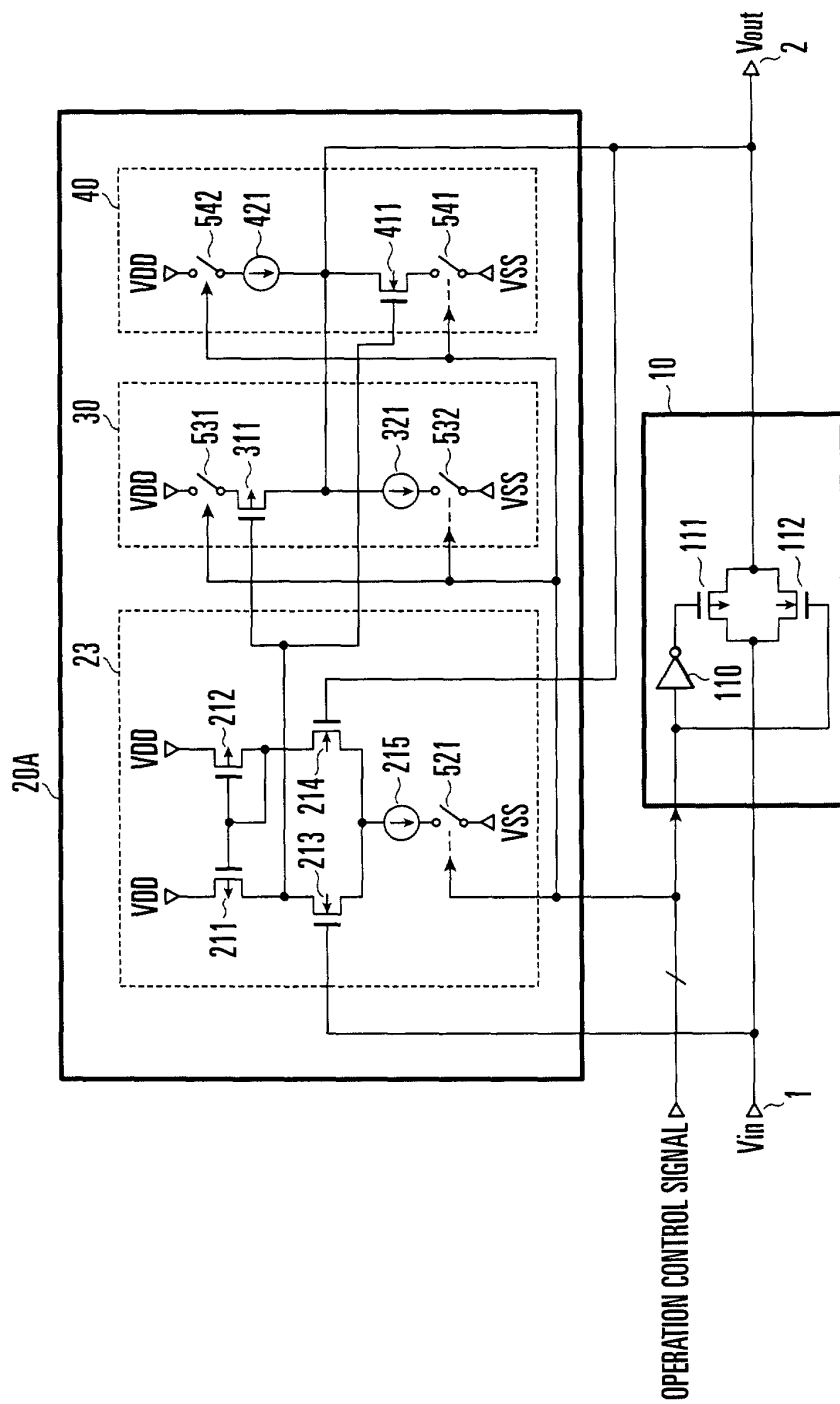 20A
23
30
40
VDD
VDD
VDD
VDD
211
212
531
542
311
421
213
214
215
321
411
521
532
541
VSS
VSS
VSS
10
OPERATION CONTROL SIGNAL
110
111
112
Vin
1
Vout
2